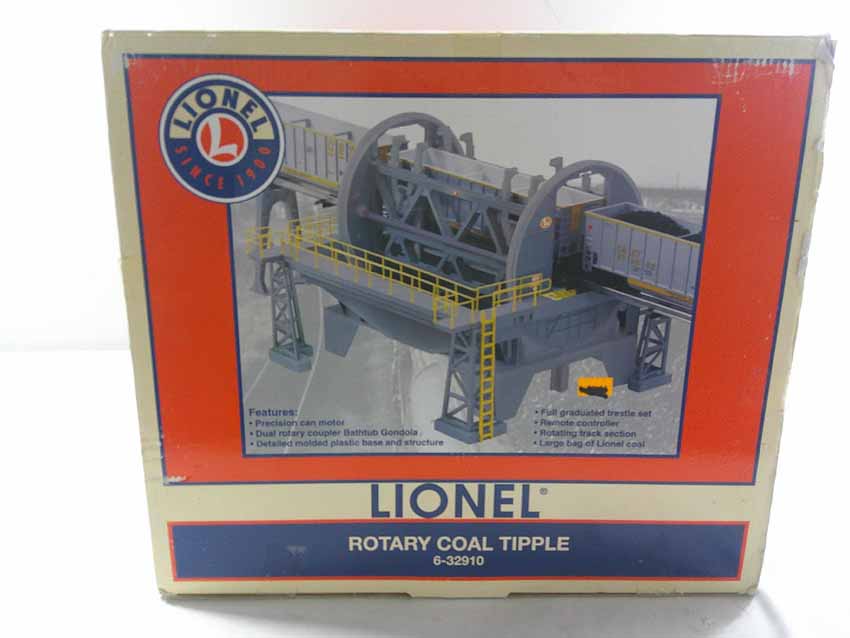 LIONEL
L
SINCE 1900
Features:
• Precision can motor
• Dual rotary coupler Bathtub Gondola
• Detailed molded plastic base and structure
• Full graduated trestle set
• Remote controller
• Rotating track section
• Large bag of Lionel coal
LIONEL®
ROTARY COAL TIPPLE
6-32910